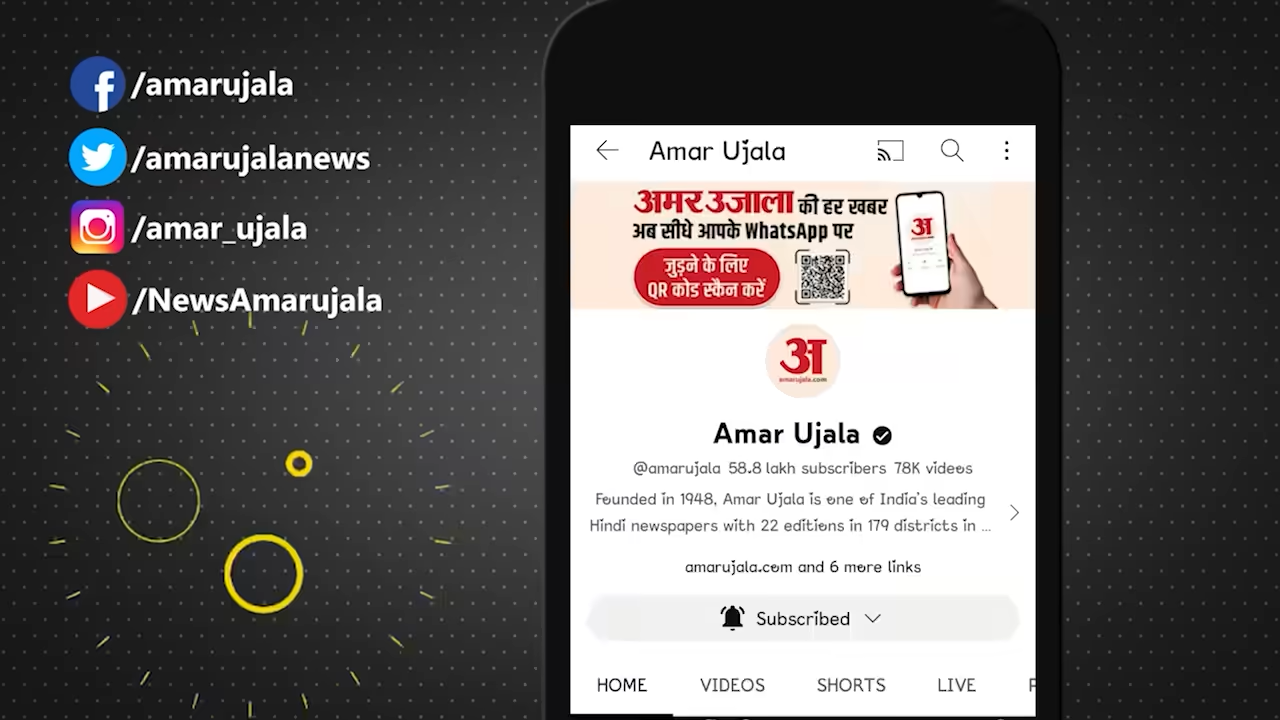 /amarujala
/amarujalanews
/amar_ujala
/NewsAmarujala
Amar Ujala
अमर उजाला की हर खबर
अब सीधे आपके WhatsApp पर
जुड़ने के लिए
QR कोड स्कैन करें
अ
अ
amarujala.com
Amar Ujala
@amarujala 58.8 lakh subscribers 78K videos
Founded in 1948, Amar Ujala is one of India's leading
Hindi newspapers with 22 editions in 179 districts in ...
amarujala.com and 6 more links
Subscribed
HOME VIDEOS SHORTS LIVE